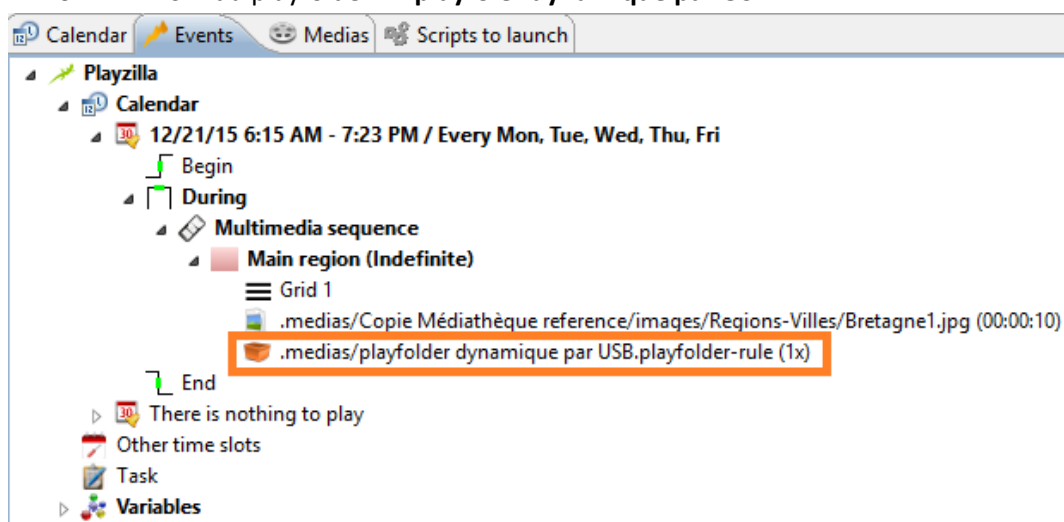 Calendar Events Medias Scripts to launch
Playzilla
Calendar
12/21/15 6:15 AM - 7:23 PM / Every Mon, Tue, Wed, Thu, Fri
Begin
During
Multimedia sequence
Main region (Indefinite)
Grid 1
.medias/Copie Médiathèque reference/images/Regions-Villes/Bretagne1.jpg (00:00:10)
.medias/playfolder dynamique par USB.playfolder-rule (1x)
End
There is nothing to play
Other time slots
Task
Variables